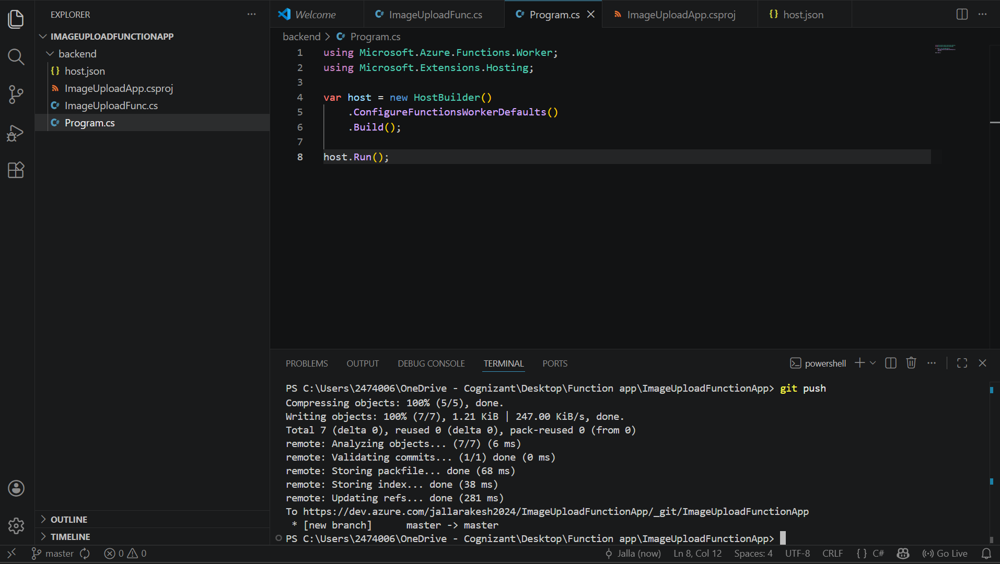 EXPLORER
IMAGEUPLOADFUNCTIONAPP
backend
{} host.json
ImageUploadApp.csproj
C# ImageUploadFunc.cs
C# Program.cs
OUTLINE
TIMELINE
Welcome
C# ImageUploadFunc.cs
C# Program.cs
ImageUploadApp.csproj
{} host.json
backend > C# Program.cs
1 using Microsoft.Azure.Functions.Worker;
2 using Microsoft.Extensions.Hosting;
3
4 var host = new HostBuilder()
5 .ConfigureFunctionsWorkerDefaults()
6 .Build();
7
8 host.Run();
PROBLEMS OUTPUT DEBUG CONSOLE TERMINAL PORTS
powershell
PS C:\Users\2474006\OneDrive - Cognizant\Desktop\Function app\ImageUploadFunctionApp> git push
Compressing objects: 100% (5/5), done.
Writing objects: 100% (7/7), 1.21 KiB | 247.00 KiB/s, done.
Total 7 (delta 0), reused 0 (delta 0), pack-reused 0 (from 0)
remote: Analyzing objects... (7/7) (6 ms)
remote: Validating commits... (1/1) done (0 ms)
remote: Storing packfile... done (68 ms)
remote: Storing index... done (38 ms)
remote: Updating refs... done (281 ms)
To https://dev.azure.com/jallarakesh2024/ImageUploadFunctionApp/_git/ImageUploadFunctionApp
* [new branch] master -> master
PS C:\Users\2474006\OneDrive - Cognizant\Desktop\Function app\ImageUploadFunctionApp>
master 0 0 Jalla (now) Ln 8, Col 12 Spaces: 4 UTF-8 CRLF {} C# Go Live